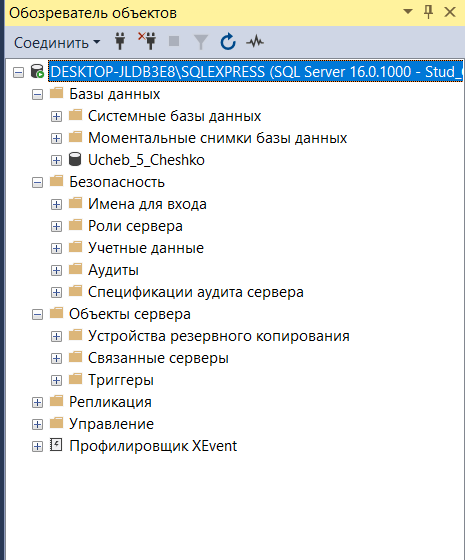 Обозреватель объектов
Соединить
DESKTOP-JLDB3E8\SQLEXPRESS (SQL Server 16.0.1000 - Stud_
Базы данных
Системные базы данных
Моментальные снимки базы данных
Ucheb_5_Cheshko
Безопасность
Имена для входа
Роли сервера
Учетные данные
Аудиты
Спецификации аудита сервера
Объекты сервера
Устройства резервного копирования
Связанные серверы
Триггеры
Репликация
Управление
Профилировщик XEvent